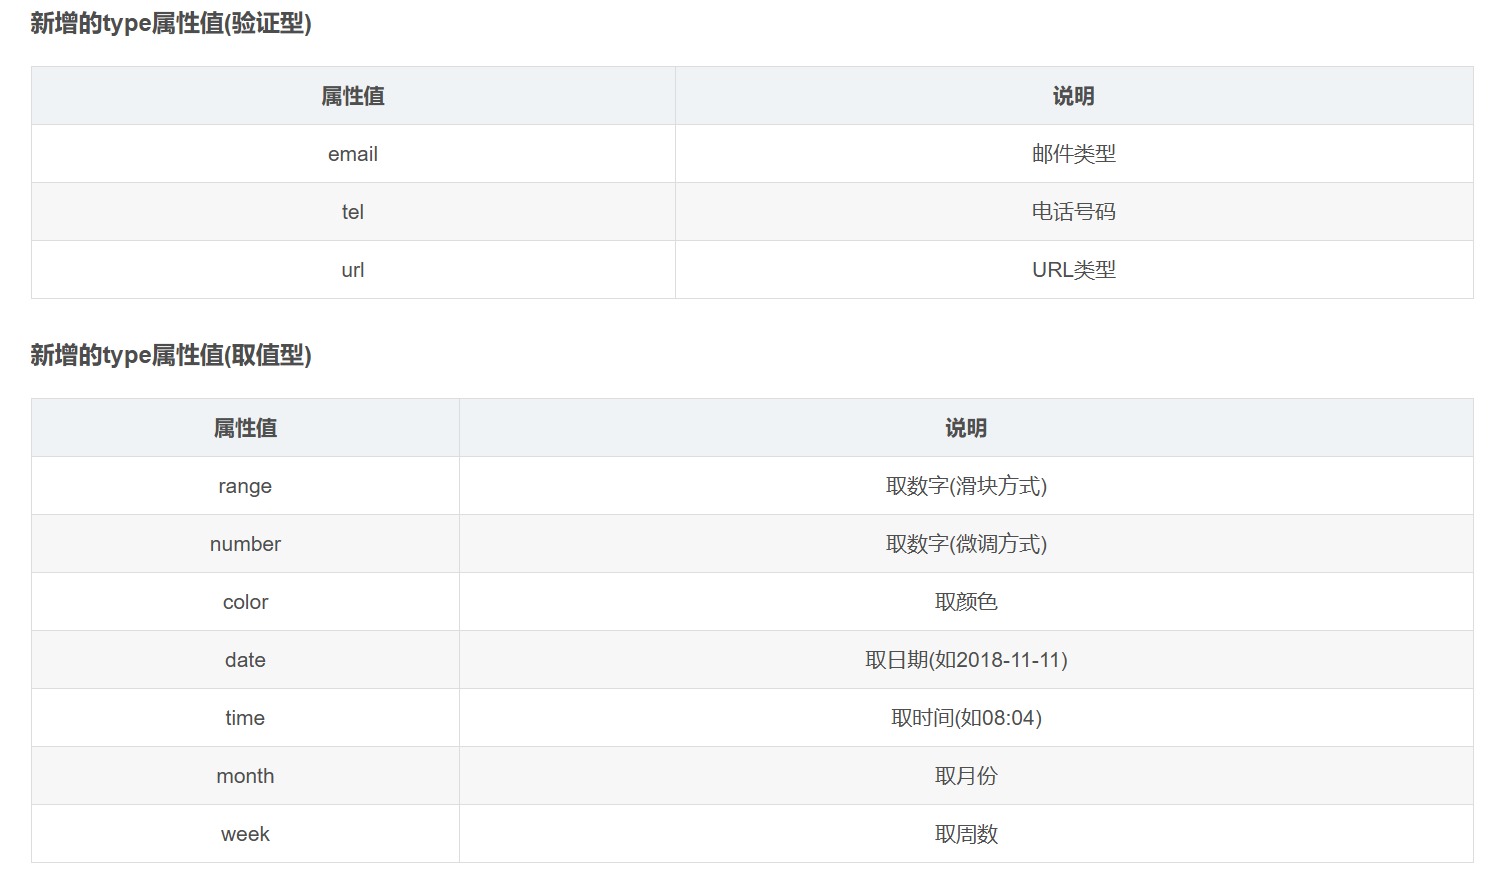 新增的type属性值(验证型)
属性值 说明
email 邮件类型
tel 电话号码
url URL类型
新增的type属性值(取值型)
属性值 说明
range 取数字(滑块方式)
number 取数字(微调方式)
color 取颜色
date 取日期(如2018-11-11)
time 取时间(如08:04)
month 取月份
week 取周数